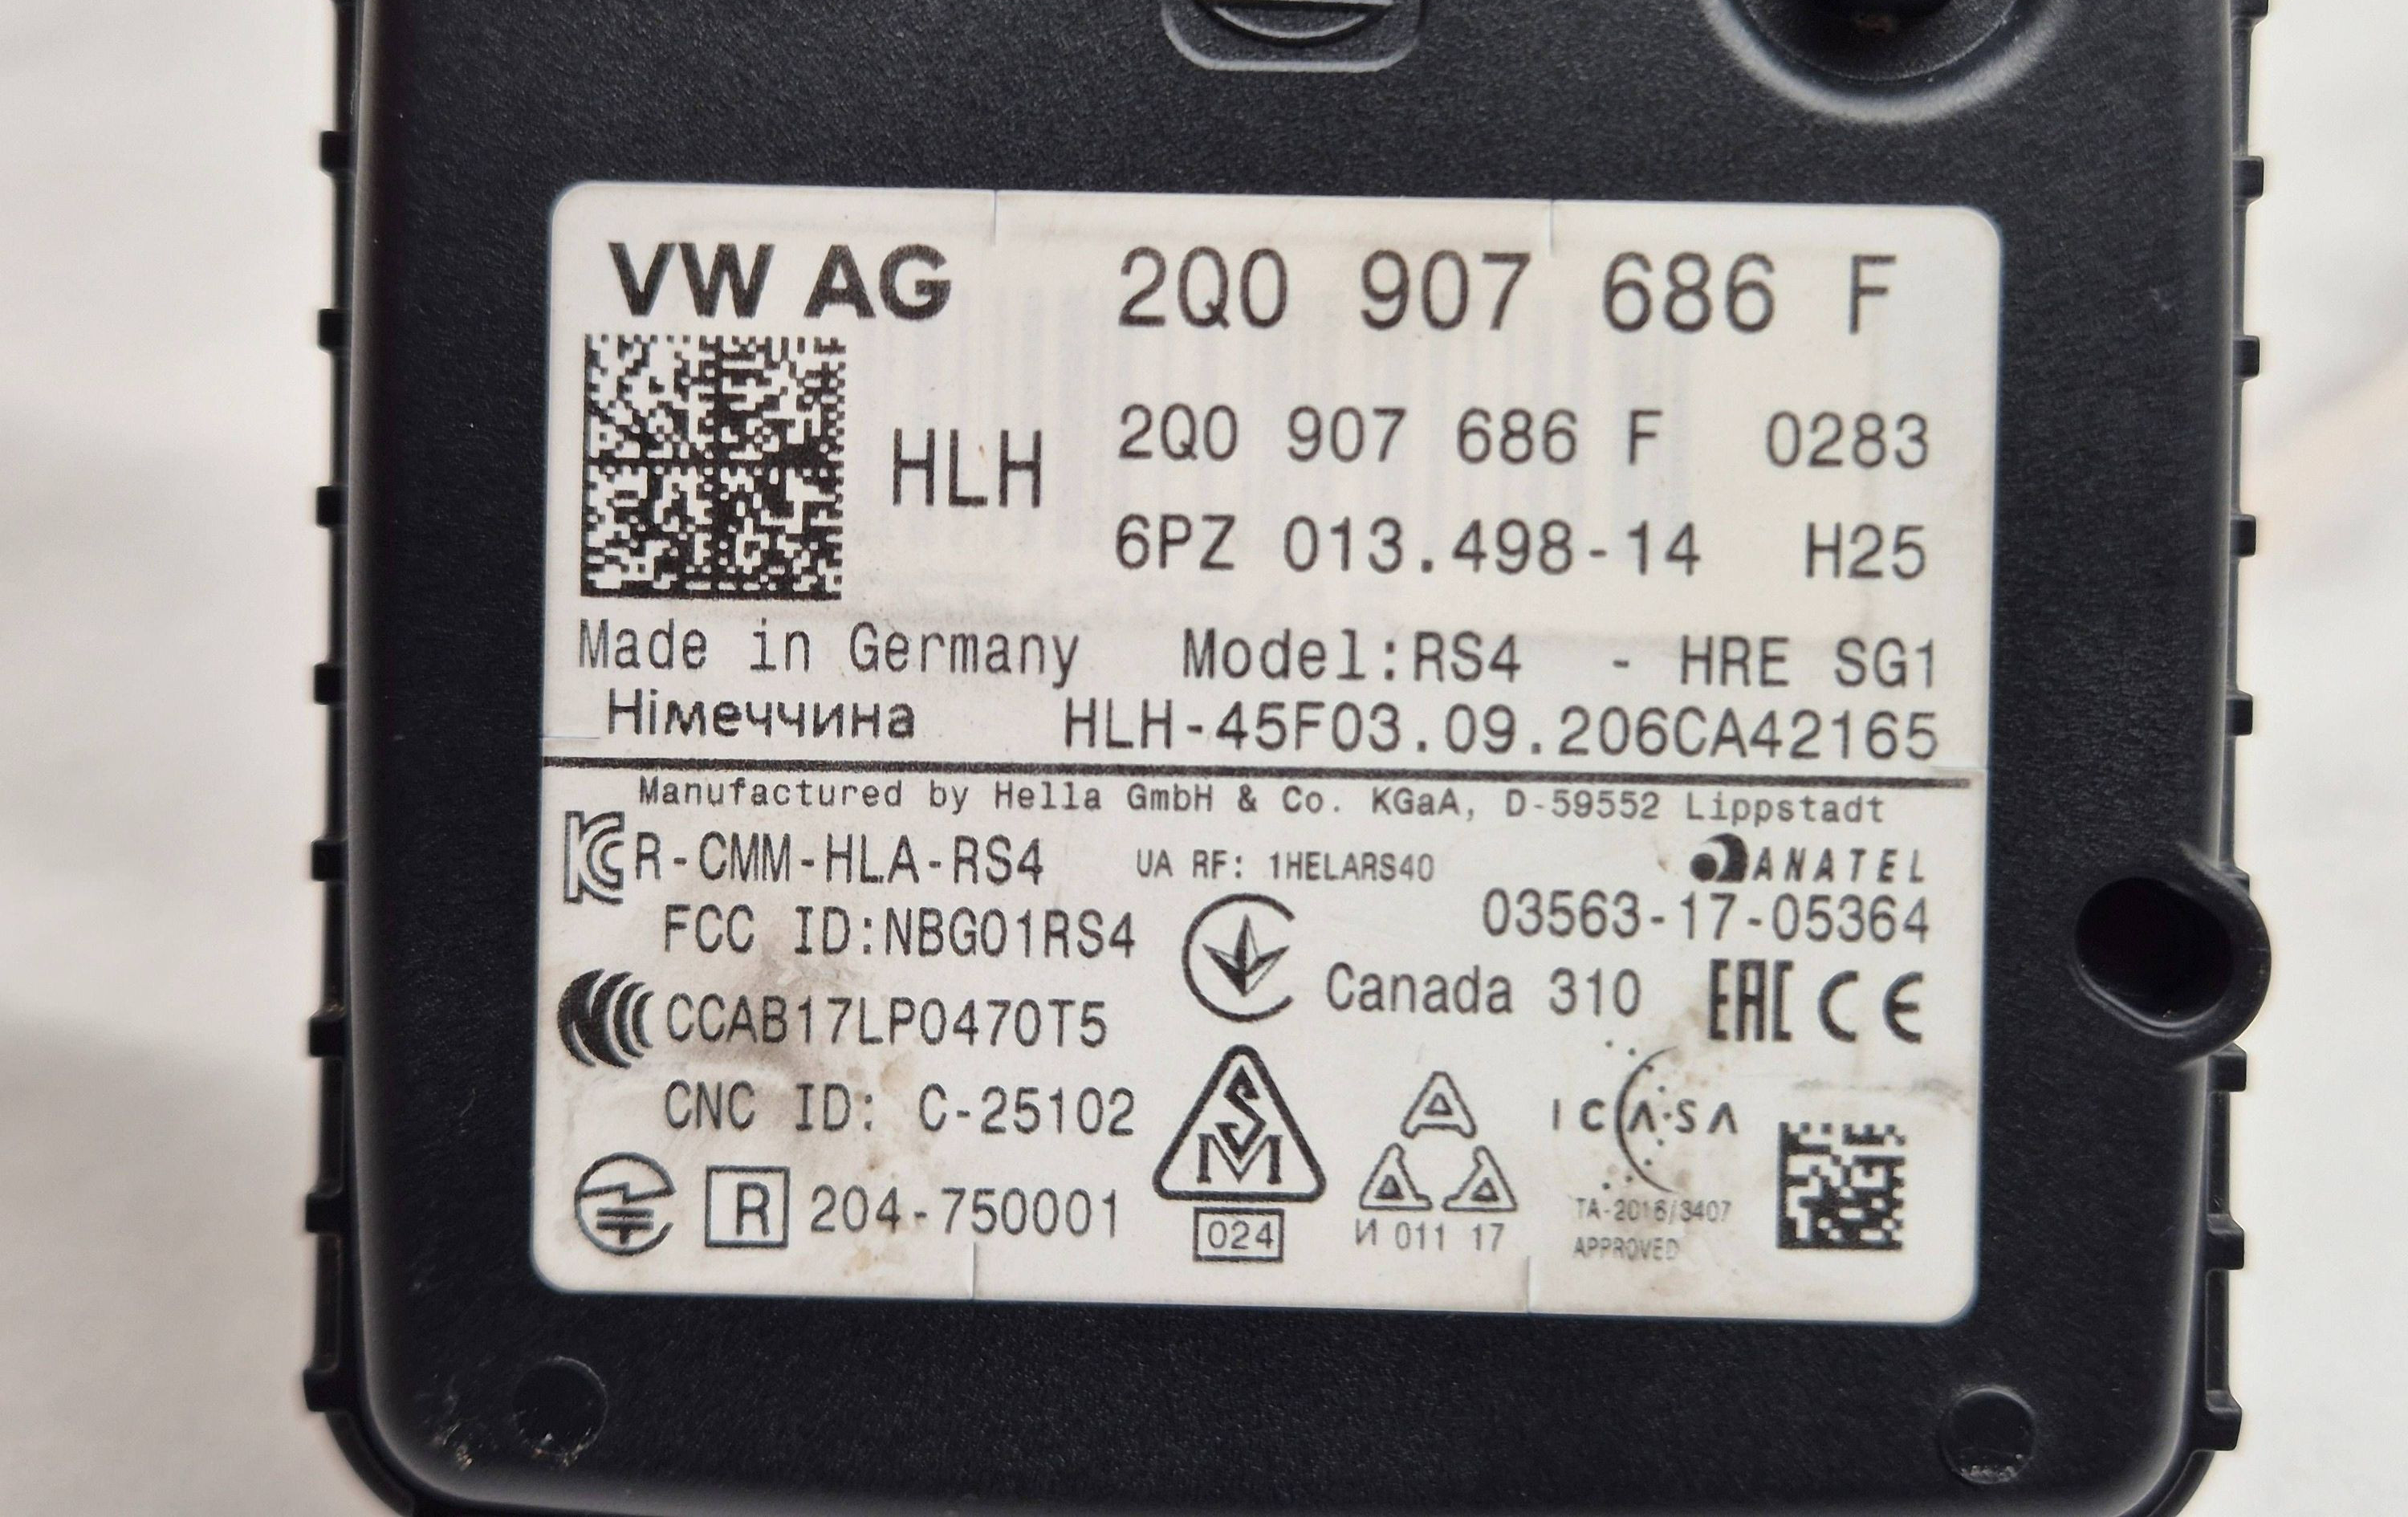 VW AG 2Q0 907 686 F
HLH 2Q0 907 686 F 0283
6PZ 013.498-14 H25
Made in Germany Model:RS4 - HRE SG1
Німеччина HLH-45F03.09.206CA42165
Manufactured by Hella GmbH & Co. KGaA, D-59552 Lippstadt
R-CMM-HLA-RS4 UA RF: 1HELARS40 ANATEL
FCC ID:NBG01RS4 03563-17-05364
Canada 310 EAC CE
CCAB17LP0470T5
CNC ID: C-25102 SM ICASA
R 204-750001 024 И 011 17 TA-2016/3407
APPROVED